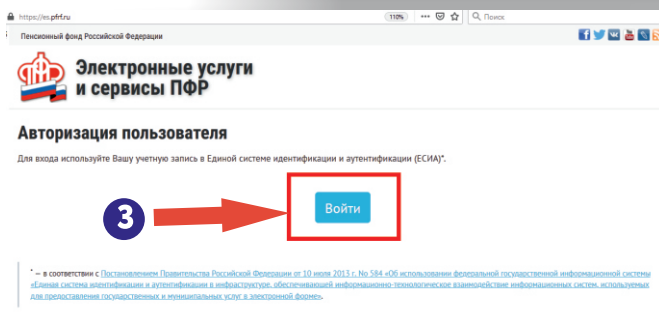 https://es.pfrf.ru
110%
Поиск
Пенсионный фонд Российской Федерации
ПФР
Электронные услуги
и сервисы ПФР
Авторизация пользователя
Для входа используйте Вашу учетную запись в Единой системе идентификации и аутентификации (ЕСИА)*.
3
Войти
* — в соответствии с Постановлением Правительства Российской Федерации от 10 июля 2013 г. No 584 «Об использовании федеральной государственной информационной системы
«Единая система идентификации и аутентификации в инфраструктуре, обеспечивающей информационно-технологическое взаимодействие информационных систем, используемых
для предоставления государственных и муниципальных услуг в электронной форме».